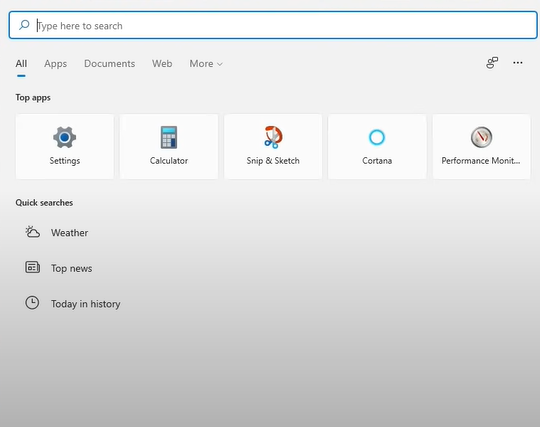 Type here to search
All Apps Documents Web More
Top apps
Settings Calculator Snip & Sketch Cortana Performance Monit...
Quick searches
Weather
Top news
Today in history